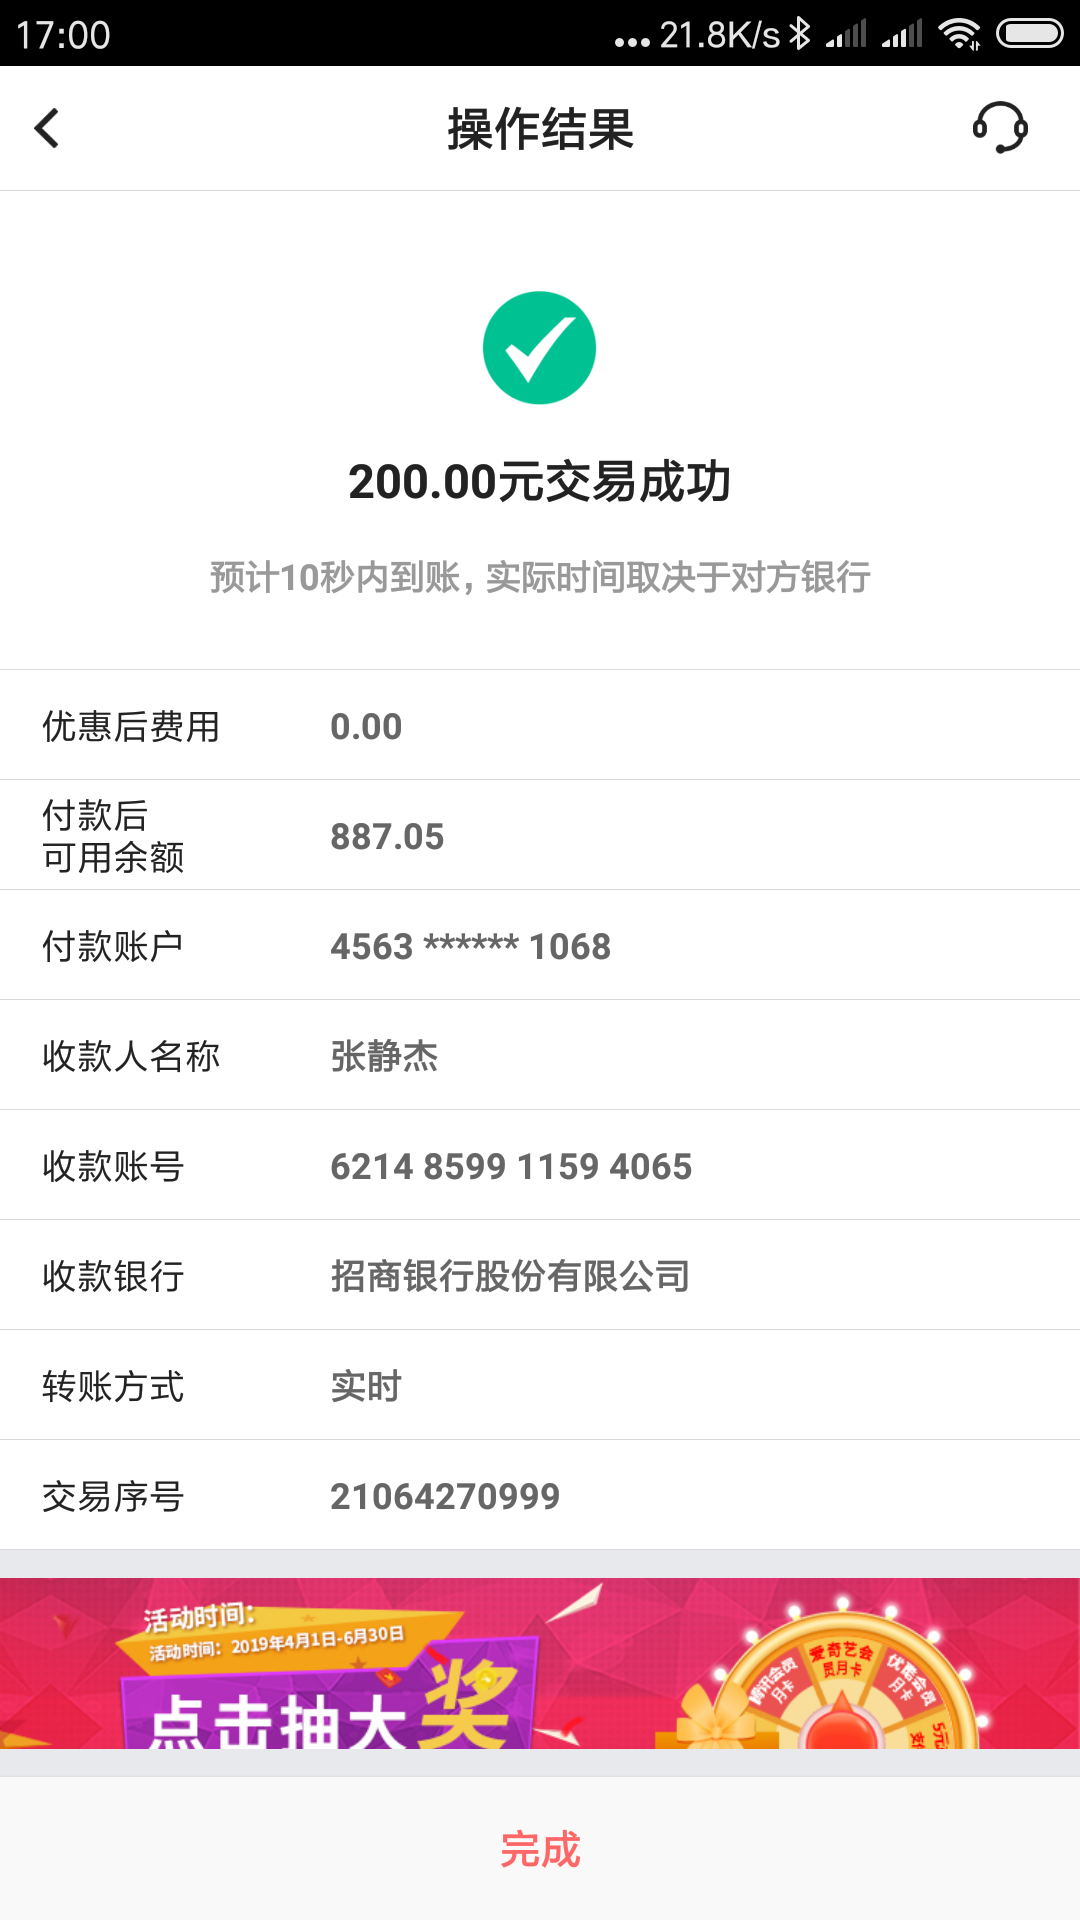 17:00
... 21.8K/s
操作结果
200.00元交易成功
预计10秒内到账, 实际时间取决于对方银行
优惠后费用 0.00
付款后
可用余额 887.05
付款账户 4563 ****** 1068
收款人名称 张静杰
收款账号 6214 8599 1159 4065
收款银行 招商银行股份有限公司
转账方式 实时
交易序号 21064270999
活动时间：
活动时间：2019年4月1日-6月30日
点击抽大奖
腾讯会员
月卡
爱奇艺会
员月卡
优酷会员
月卡
5元
完成